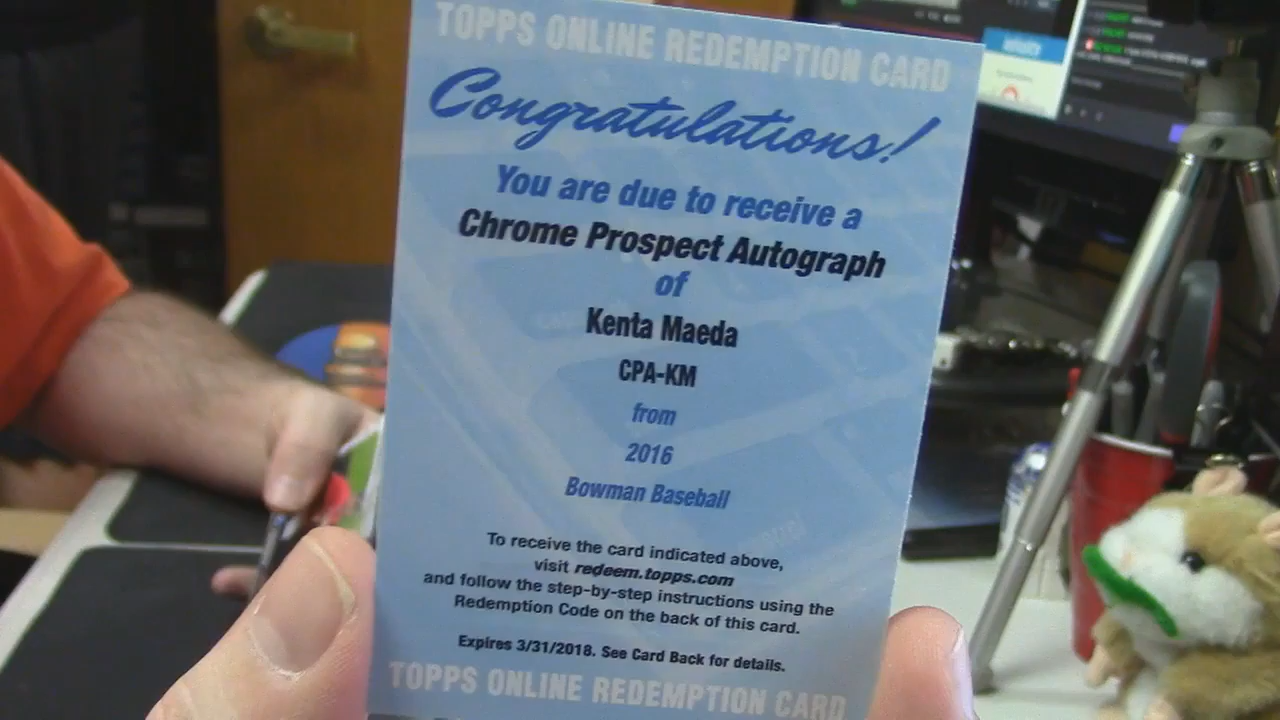 TOPPS ONLINE REDEMPTION CARD
Congratulations!
You are due to receive a
Chrome Prospect Autograph
of
Kenta Maeda
CPA-KM
from
2016
Bowman Baseball
To receive the card indicated above,
visit redeem.topps.com
and follow the step-by-step instructions using the
Redemption Code on the back of this card.
Expires 3/31/2018. See Card Back for details.
TOPPS ONLINE REDEMPTION CARD